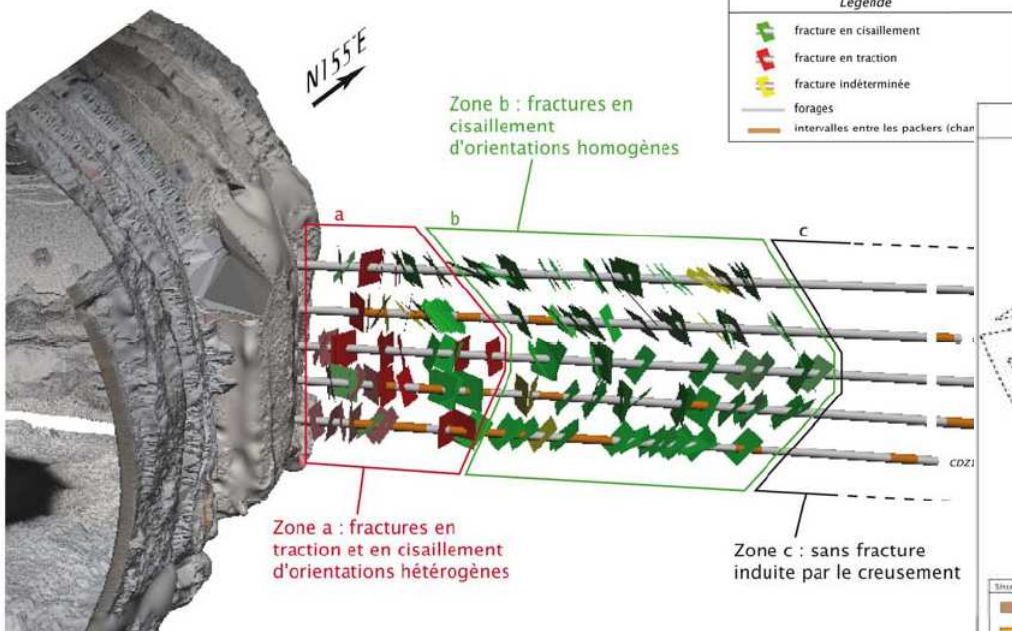 Légende
fracture en cisaillement
fracture en traction
fracture indéterminée
forages
intervalles entre les packers (chan
N155°E
Zone b : fractures en
cisaillement
d'orientations homogènes
a
b
c
CDZ1
Zone a : fractures en
traction et en cisaillement
d'orientations hétérogènes
Zone c : sans fracture
induite par le creusement